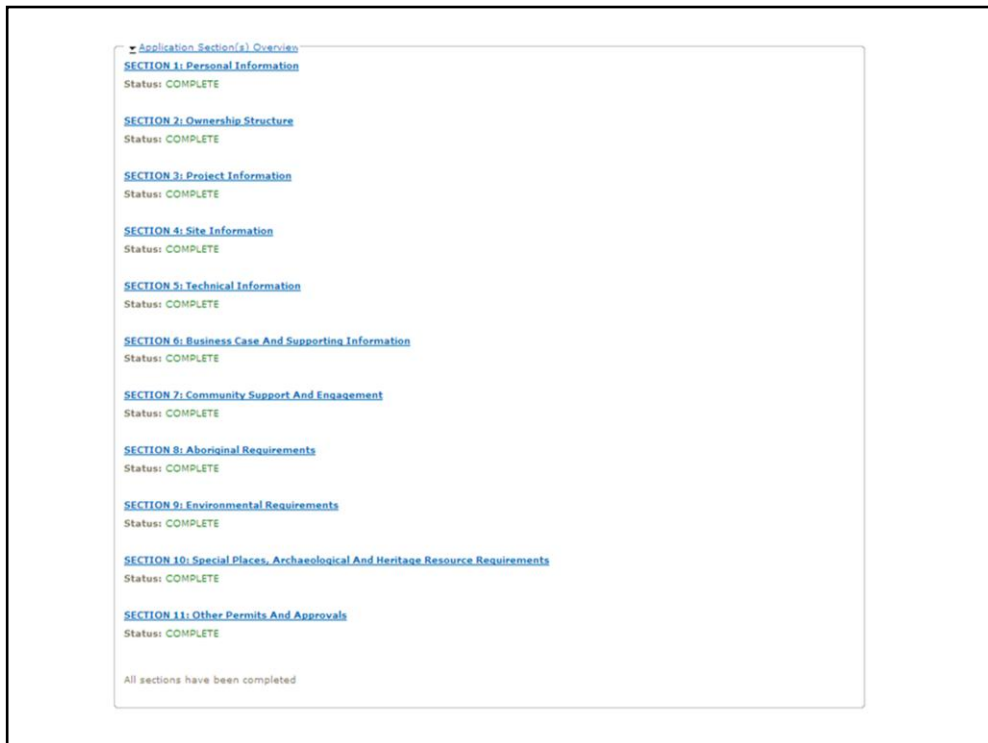 Application Section(s) Overview
SECTION 1: Personal Information
Status: COMPLETE
SECTION 2: Ownership Structure
Status: COMPLETE
SECTION 3: Project Information
Status: COMPLETE
SECTION 4: Site Information
Status: COMPLETE
SECTION 5: Technical Information
Status: COMPLETE
SECTION 6: Business Case And Supporting Information
Status: COMPLETE
SECTION 7: Community Support And Engagement
Status: COMPLETE
SECTION 8: Aboriginal Requirements
Status: COMPLETE
SECTION 9: Environmental Requirements
Status: COMPLETE
SECTION 10: Special Places, Archaeological And Heritage Resource Requirements
Status: COMPLETE
SECTION 11: Other Permits And Approvals
Status: COMPLETE
All sections have been completed